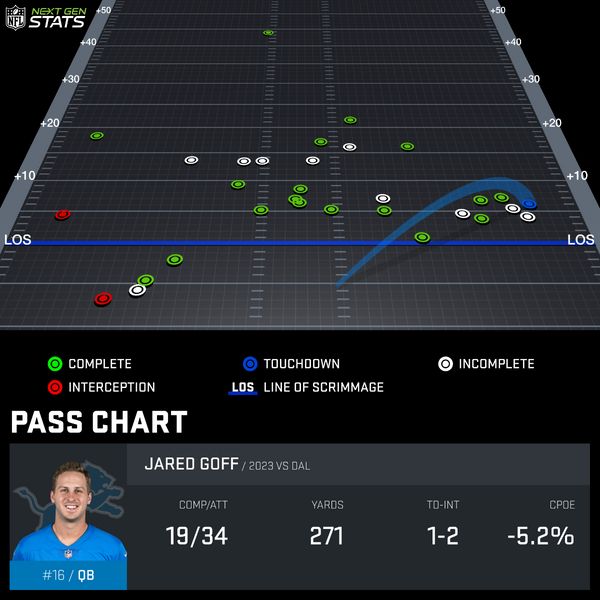 NFL NEXT GEN STATS
+50 +50
+40 +40
+30 +30
+20 +20
+10 +10
LOS LOS
COMPLETE TOUCHDOWN INCOMPLETE
INTERCEPTION LOS LINE OF SCRIMMAGE
PASS CHART
JARED GOFF / 2023 VS DAL
COMP/ATT YARDS TD-INT CPOE
19/34 271 1-2 -5.2%
#16 / QB